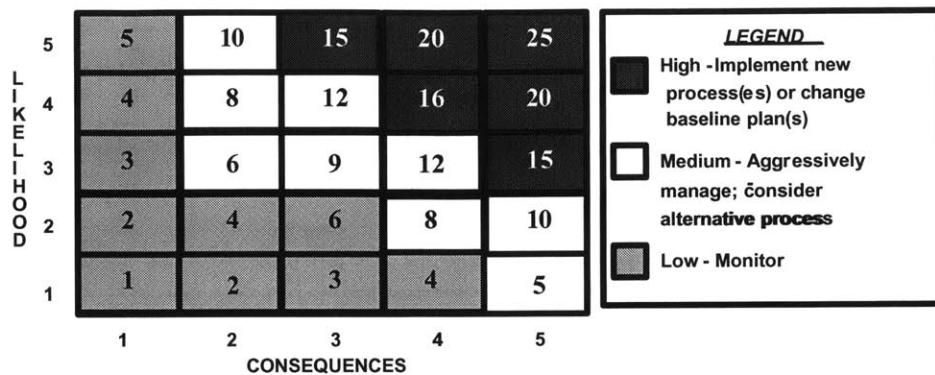 LIKELIHOOD
5
5 10 15 20 25
4
4 8 12 16 20
3
3 6 9 12 15
2
2 4 6 8 10
1
1 2 3 4 5
1 2 3 4 5
CONSEQUENCES
LEGEND
High - Implement new
process(es) or change
baseline plan(s)
Medium - Aggressively
manage; consider
alternative process
Low - Monitor